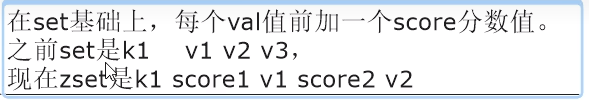 在set基础上，每个val值前加一个score分数值。
之前set是k1 v1 v2 v3，
现在zset是k1 score1 v1 score2 v2